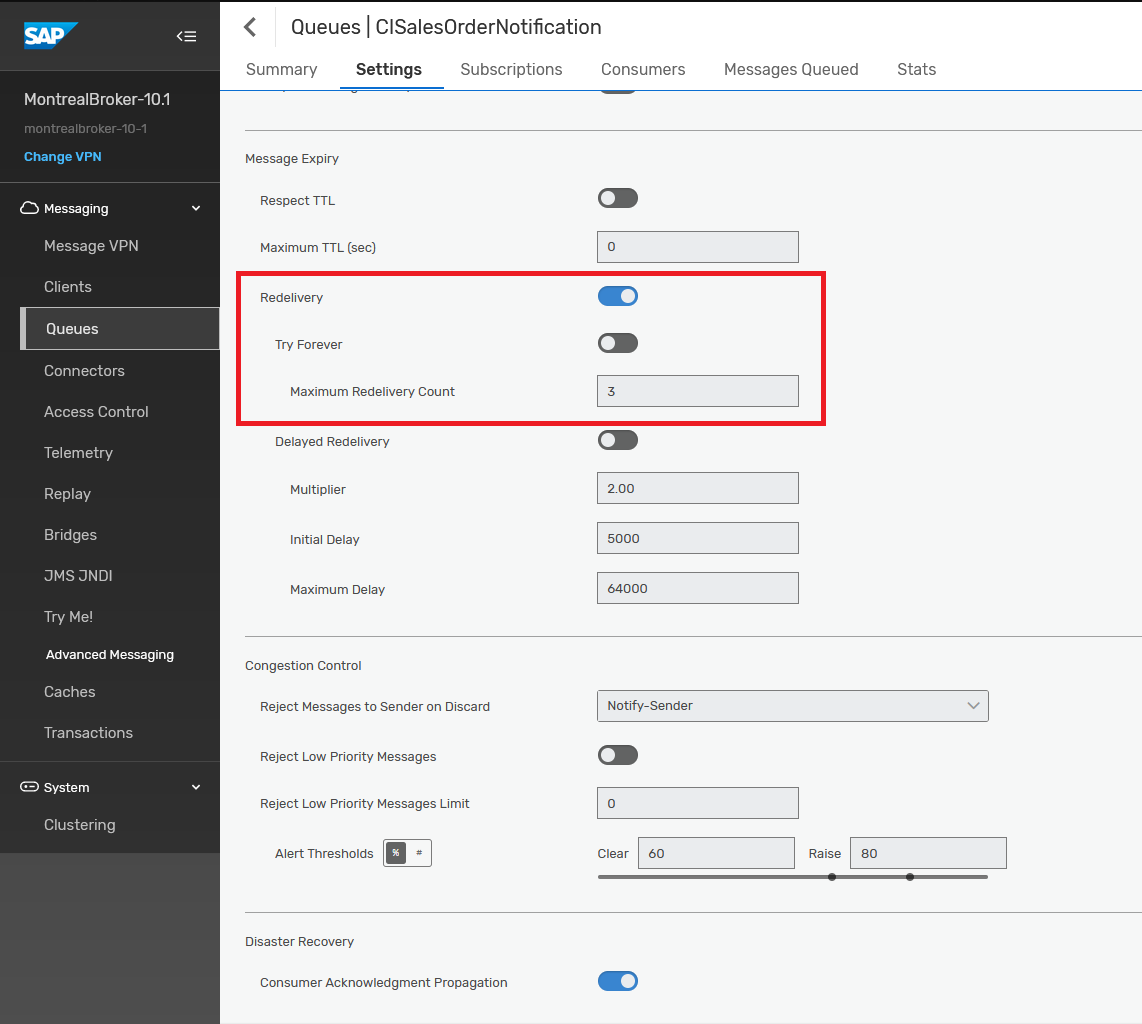 SAP
Queues | CISalesOrderNotification
Summary Settings Subscriptions Consumers Messages Queued Stats
MontrealBroker-10.1
montrealbroker-10-1
Change VPN
Messaging
Message VPN
Clients
Queues
Connectors
Access Control
Telemetry
Replay
Bridges
JMS JNDI
Try Me!
Advanced Messaging
Caches
Transactions
System
Clustering
Message Expiry
Respect TTL
Maximum TTL (sec) 0
Redelivery
Try Forever
Maximum Redelivery Count 3
Delayed Redelivery
Multiplier 2.00
Initial Delay 5000
Maximum Delay 64000
Congestion Control
Reject Messages to Sender on Discard Notify-Sender
Reject Low Priority Messages
Reject Low Priority Messages Limit 0
Alert Thresholds % # Clear 60 Raise 80
Disaster Recovery
Consumer Acknowledgment Propagation